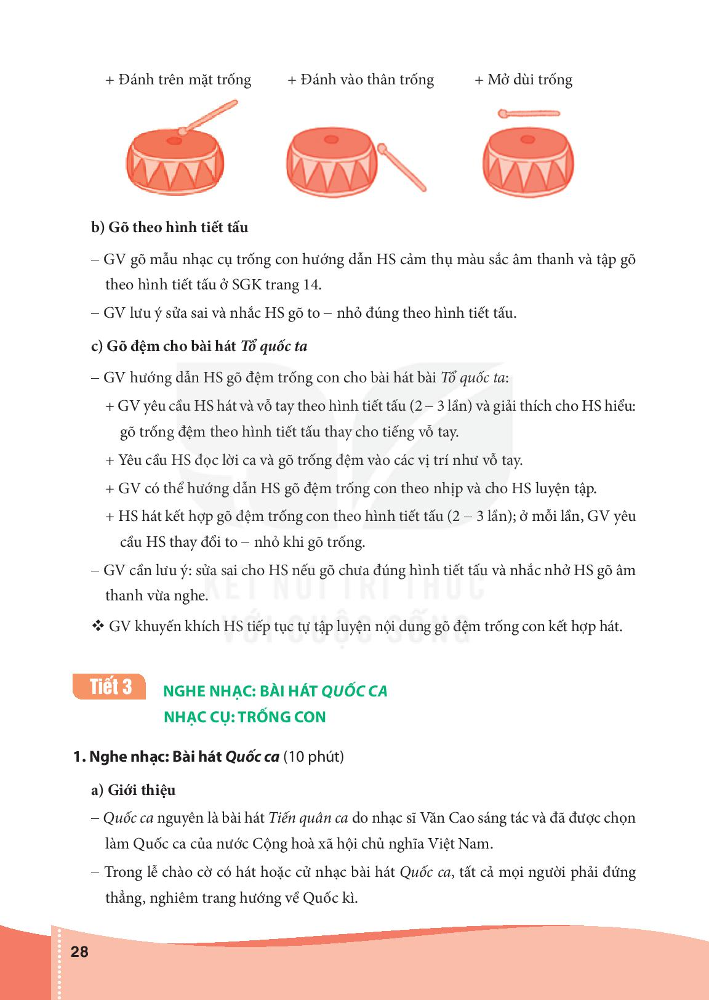 + Đánh trên mặt trống
+ Đánh vào thân trống
+ Mở dùi trống
b) Gõ theo hình tiết tấu
– GV gõ mẫu nhạc cụ trống con hướng dẫn HS cảm thụ màu sắc âm thanh và tập gõ
theo hình tiết tấu ở SGK trang 14.
– GV lưu ý sửa sai và nhắc HS gõ to – nhỏ đúng theo hình tiết tấu.
c) Gõ đệm cho bài hát Tổ quốc ta
– GV hướng dẫn HS gõ đệm trống con cho bài hát bài Tổ quốc ta:
+ GV yêu cầu HS hát và vỗ tay theo hình tiết tấu (2 – 3 lần) và giải thích cho HS hiểu:
gõ trống đệm theo hình tiết tấu thay cho tiếng vỗ tay.
+ Yêu cầu HS đọc lời ca và gõ trống đệm vào các vị trí như vỗ tay.
+ GV có thể hướng dẫn HS gõ đệm trống con theo nhịp và cho HS luyện tập.
+ HS hát kết hợp gõ đệm trống con theo hình tiết tấu (2 – 3 lần); ở mỗi lần, GV yêu
cầu HS thay đổi to – nhỏ khi gõ trống.
– GV cần lưu ý: sửa sai cho HS nếu gõ chưa đúng hình tiết tấu và nhắc nhở HS gõ âm
thanh vừa nghe.
KẾT NỐI TRI THỨC
❖ GV khuyến khích HS tiếp tục tự tập luyện nội dung gõ đệm trống con kết hợp hát.
VỚI CUỘC SỐNG
Tiết 3
NGHE NHẠC: BÀI HÁT QUỐC CA
NHẠC CỤ: TRỐNG CON
1. Nghe nhạc: Bài hát Quốc ca (10 phút)
a) Giới thiệu
– Quốc ca nguyên là bài hát Tiến quân ca do nhạc sĩ Văn Cao sáng tác và đã được chọn
làm Quốc ca của nước Cộng hoà xã hội chủ nghĩa Việt Nam.
– Trong lễ chào cờ có hát hoặc cử nhạc bài hát Quốc ca, tất cả mọi người phải đứng
thẳng, nghiêm trang hướng về Quốc kì.
28